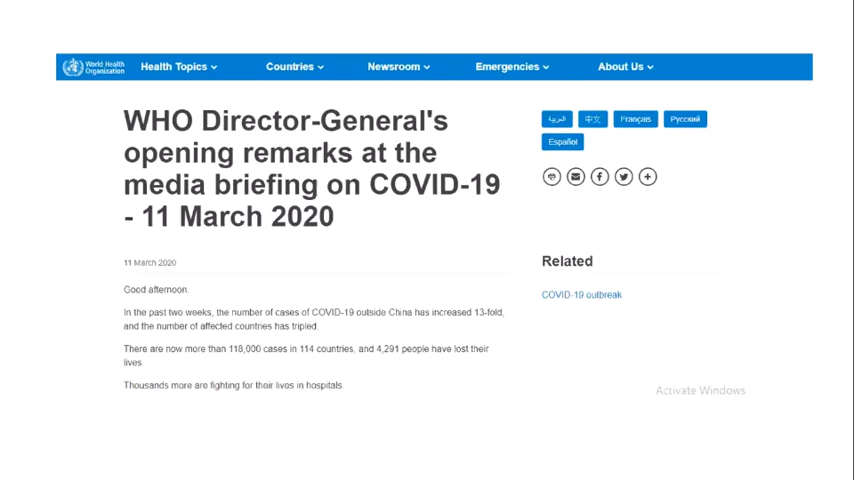 World Health Organization
Health Topics
Countries
Newsroom
Emergencies
About Us
WHO Director-General's
opening remarks at the
media briefing on COVID-19
- 11 March 2020
العربية
中文
Français
Русский
Español
11 March 2020
Good afternoon.
In the past two weeks, the number of cases of COVID-19 outside China has increased 13-fold,
and the number of affected countries has tripled.
There are now more than 118,000 cases in 114 countries, and 4,291 people have lost their
lives.
Thousands more are fighting for their lives in hospitals.
Related
COVID-19 outbreak
Activate Windows